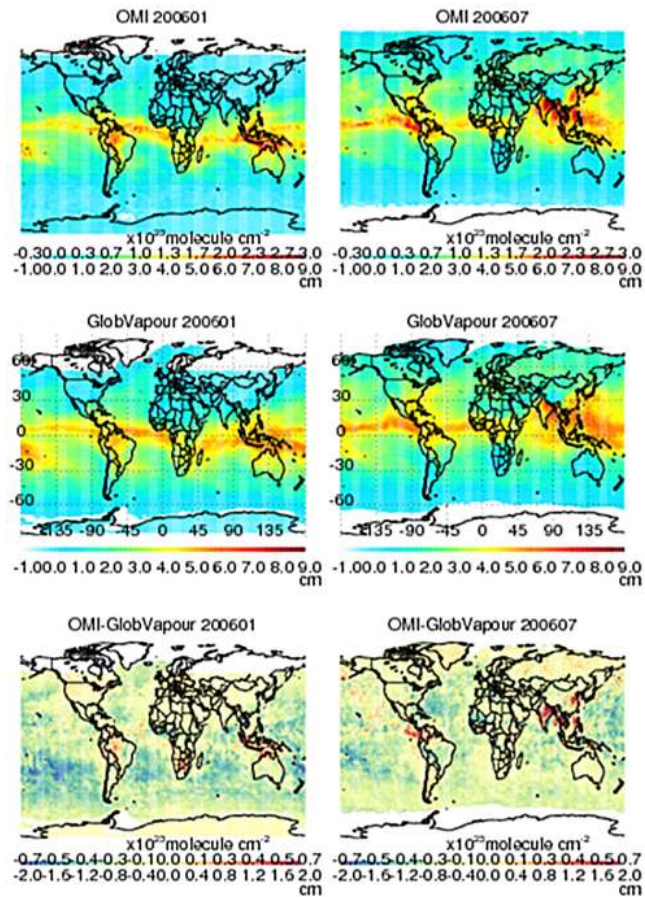 OMI 200601
OMI 200607
x10²³molecule cm⁻²
x10²³molecule cm⁻²
-0.30.0 0.3 0.7 1.0 1.3 1.7 2.0 2.3 2.7 3.0
-0.30.0 0.3 0.7 1.0 1.3 1.7 2.0 2.3 2.7 3.0
-1.00.0 1.0 2.0 3.0 4.0 5.0 6.0 7.0 8.0 9.0
-1.00.0 1.0 2.0 3.0 4.0 5.0 6.0 7.0 8.0 9.0
cm
cm
GlobVapour 200601
GlobVapour 200607
60
30
0
-30
-60
-135 -90 -45 0 45 90 135
-135 -90 -45 0 45 90 135
-1.00.0 1.0 2.0 3.0 4.0 5.0 6.0 7.0 8.0 9.0
-1.00.0 1.0 2.0 3.0 4.0 5.0 6.0 7.0 8.0 9.0
cm
cm
OMI-GlobVapour 200601
OMI-GlobVapour 200607
x10²³molecule cm⁻²
x10²³molecule cm⁻²
-0.7-0.5-0.4-0.3-0.10.0 0.1 0.3 0.4 0.5 0.7
-0.7-0.5-0.4-0.3-0.10.0 0.1 0.3 0.4 0.5 0.7
-2.0-1.6-1.2-0.8-0.40.0 0.4 0.8 1.2 1.6 2.0
-2.0-1.6-1.2-0.8-0.40.0 0.4 0.8 1.2 1.6 2.0
cm
cm